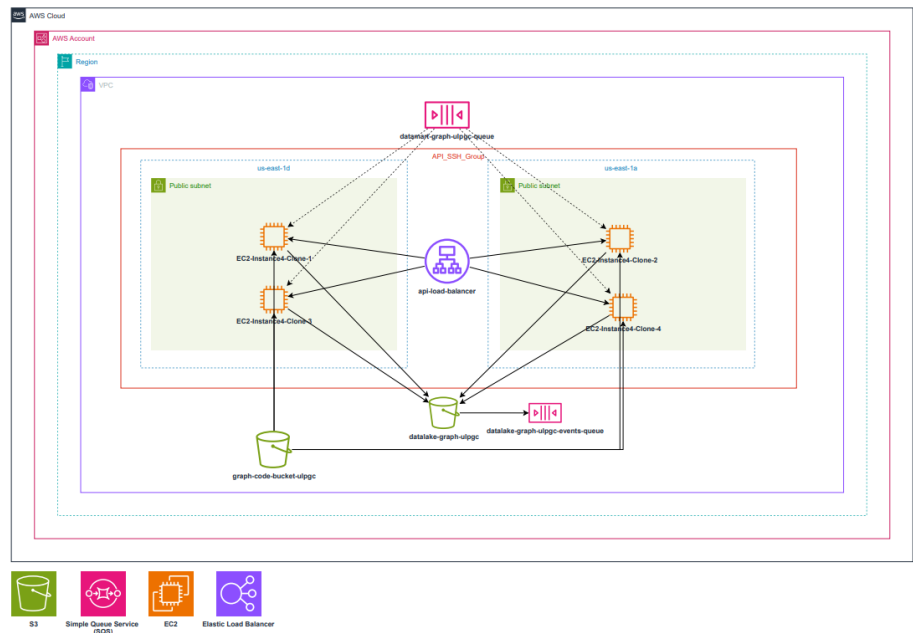 aws AWS Cloud
AWS Account
Region
VPC
datamart-graph-ulpgc-queue
API_SSH_Group
us-east-1d
us-east-1a
Public subnet
Public subnet
EC2-Instance4-Clone-1
EC2-Instance4-Clone-2
api-load-balancer
EC2-Instance4-Clone-3
EC2-Instance4-Clone-4
datalake-graph-ulpgc
datalake-graph-ulpgc-events-queue
graph-code-bucket-ulpgc
S3
Simple Queue Service
(SQS)
EC2
Elastic Load Balancer